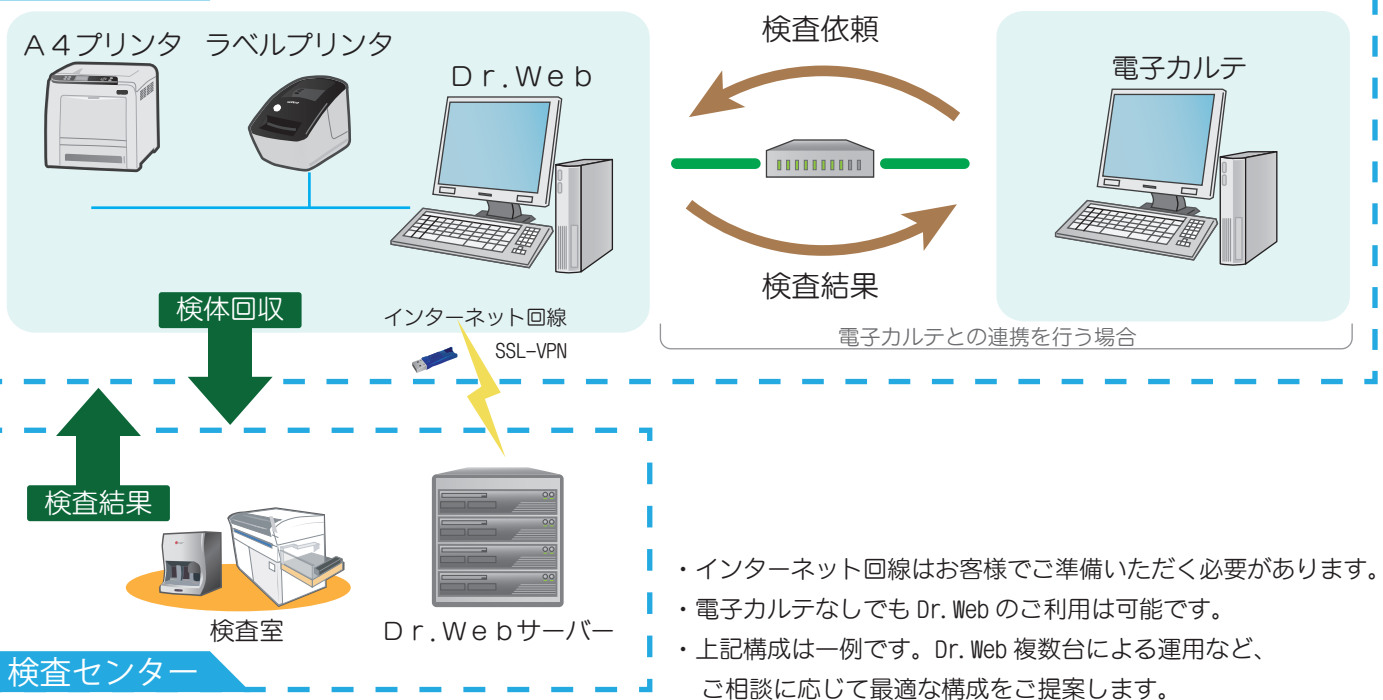 Ａ４プリンタ
ラベルプリンタ
Ｄｒ.Ｗｅｂ
検査依頼
電子カルテ
検査結果
検体回収
インターネット回線
SSL-VPN
電子カルテとの連携を行う場合
検査結果
検査室
Ｄｒ.Ｗｅｂサーバー
検査センター
・インターネット回線はお客様でご準備いただく必要があります。
・電子カルテなしでも Dr.Web のご利用は可能です。
・上記構成は一例です。Dr.Web 複数台による運用など、
ご相談に応じて最適な構成をご提案します。